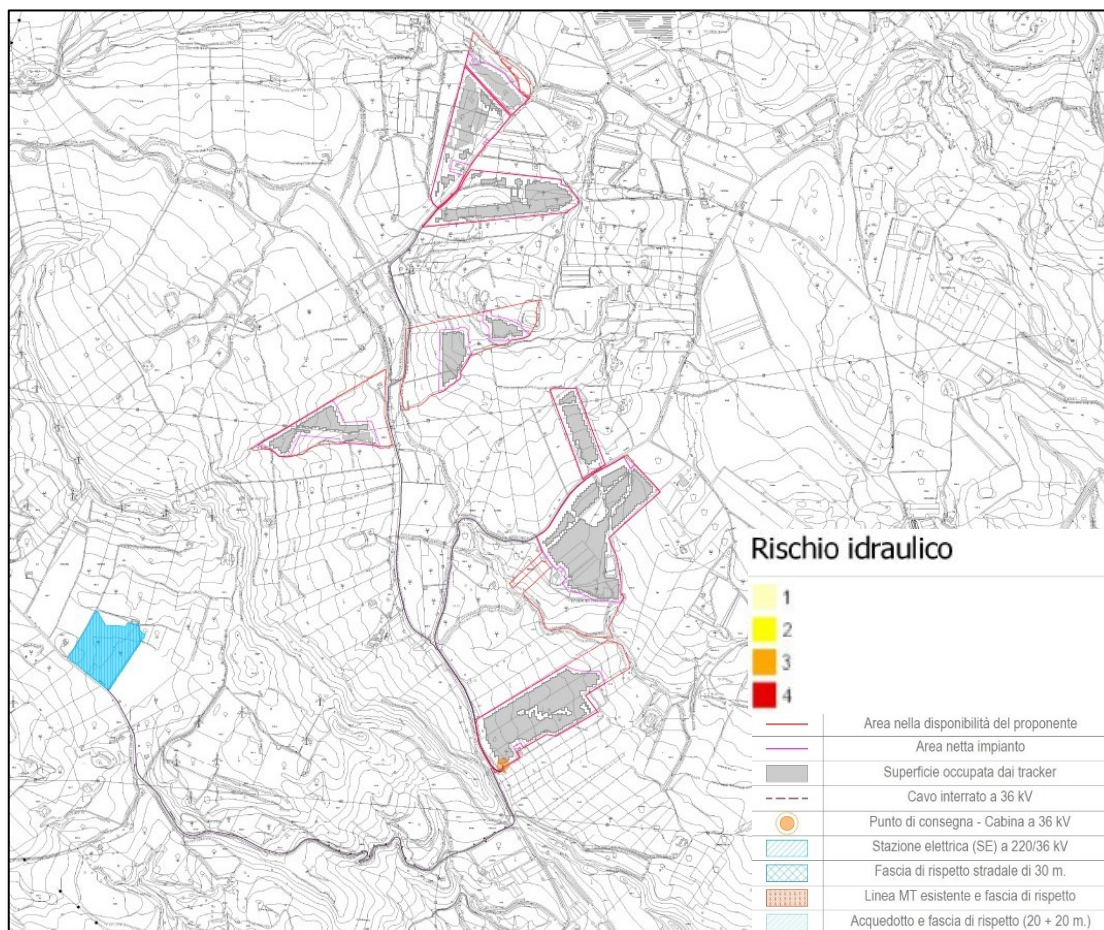 Rischio idraulico
1
2
3
4
Area nella disponibilità del proponente
Area netta impianto
Superficie occupata dai tracker
Cavo interrato a 36 kV
Punto di consegna - Cabina a 36 kV
Stazione elettrica (SE) a 220/36 kV
Fascia di rispetto stradale di 30 m.
Linea MT esistente e fascia di rispetto
Acquedotto e fascia di rispetto (20 + 20 m.)